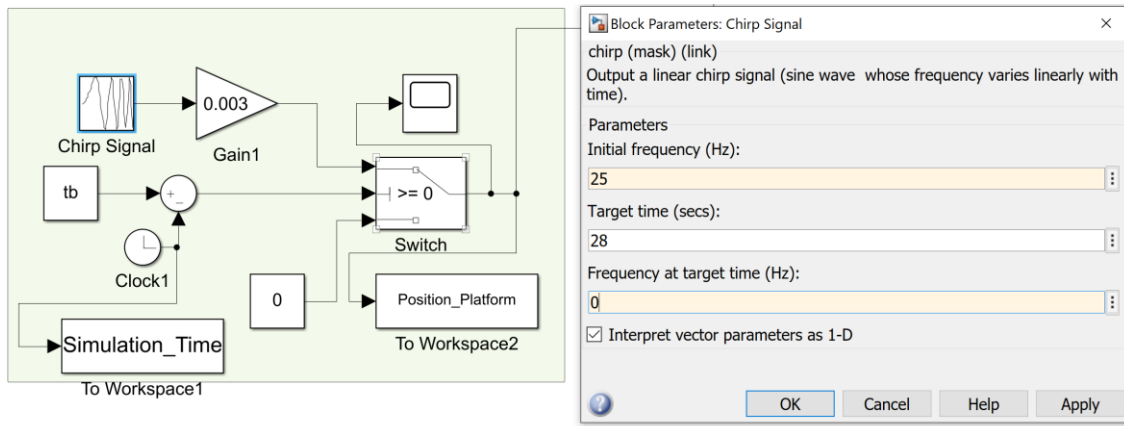 0.003
Chirp Signal
Gain1
tb
+
-
>= 0
Switch
Clock1
0
Position_Platform
To Workspace2
Simulation_Time
To Workspace1
Block Parameters: Chirp Signal
chirp (mask) (link)
Output a linear chirp signal (sine wave  whose frequency varies linearly with
time).
Parameters
Initial frequency (Hz):
25
Target time (secs):
28
Frequency at target time (Hz):
0
Interpret vector parameters as 1-D
OK
Cancel
Help
Apply